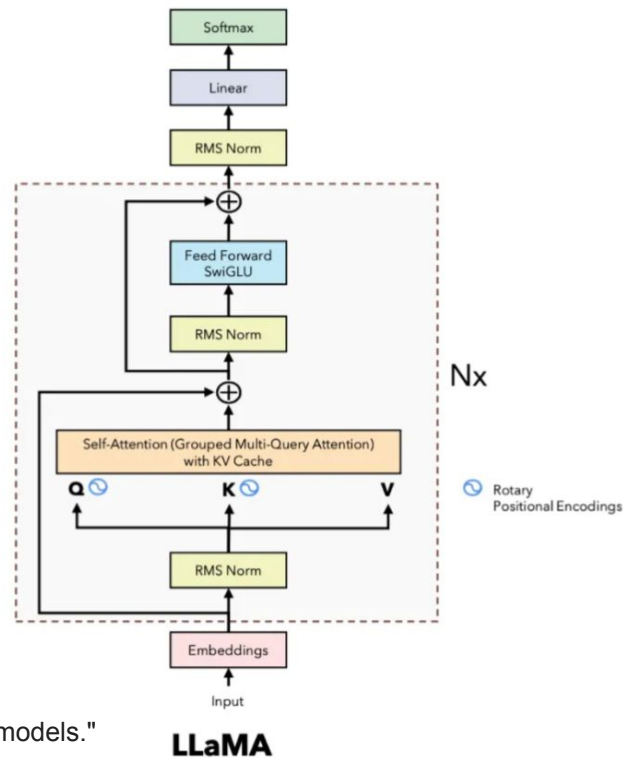 Softmax
Linear
RMS Norm
Feed Forward
SwiGLU
RMS Norm
Nx
Self-Attention (Grouped Multi-Query Attention)
with KV Cache
Q K V
Rotary
Positional Encodings
RMS Norm
Embeddings
Input
models."
LLaMA